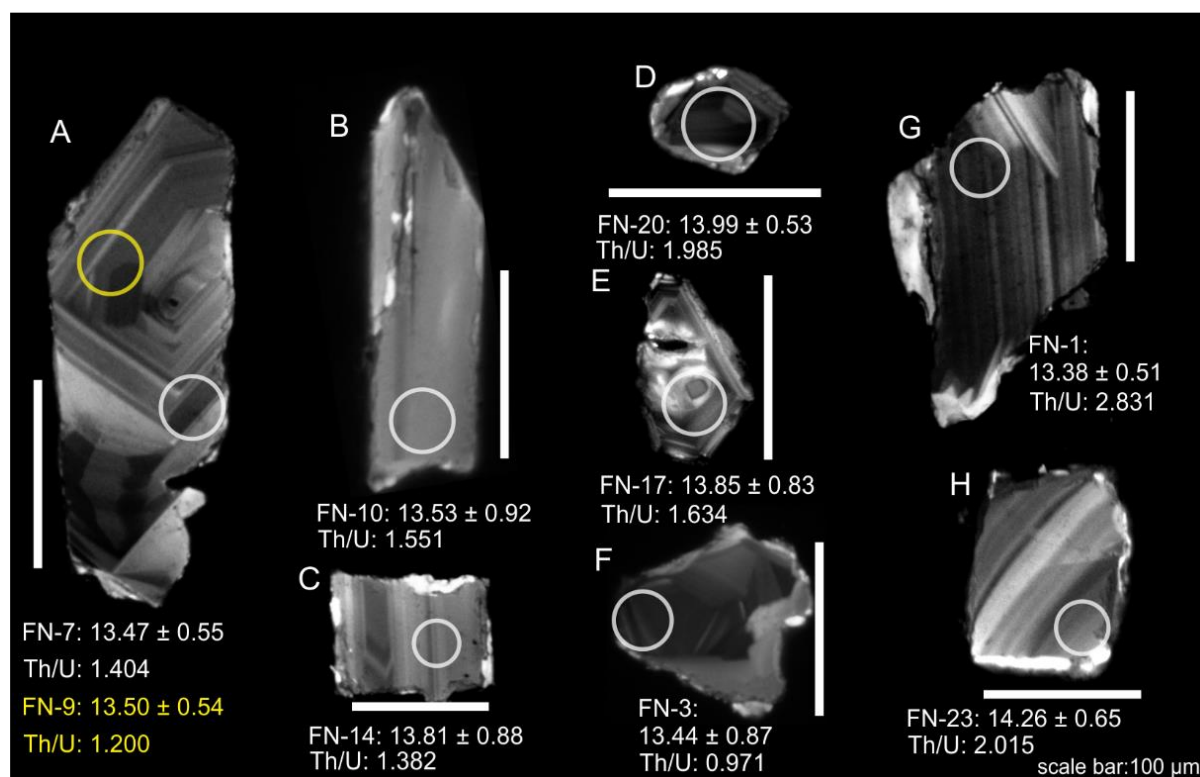 A
FN-7: 13.47 ± 0.55
Th/U: 1.404
FN-9: 13.50 ± 0.54
Th/U: 1.200
B
FN-10: 13.53 ± 0.92
Th/U: 1.551
C
FN-14: 13.81 ± 0.88
Th/U: 1.382
D
FN-20: 13.99 ± 0.53
Th/U: 1.985
E
FN-17: 13.85 ± 0.83
Th/U: 1.634
F
FN-3:
13.44 ± 0.87
Th/U: 0.971
G
FN-1:
13.38 ± 0.51
Th/U: 2.831
H
FN-23: 14.26 ± 0.65
Th/U: 2.015
scale bar:100 µm